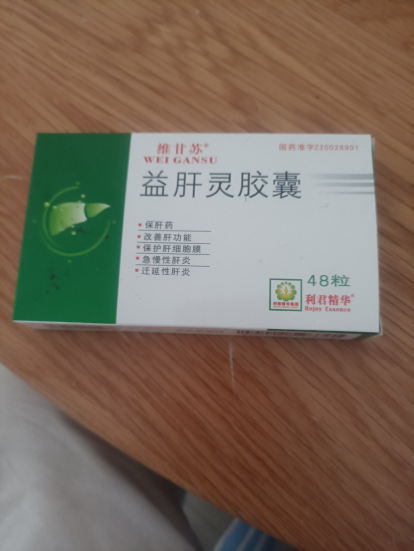 维甘苏®
WEI GANSU
国药准字Z20026901
益肝灵胶囊
保肝药
改善肝功能
保护肝细胞膜
急慢性肝炎
迁延性肝炎
48粒
利君精华®
Rejoy Essence